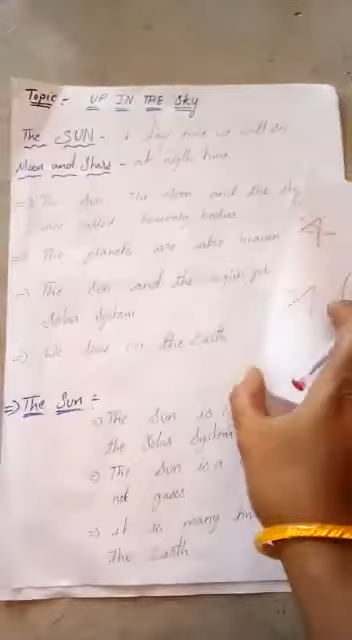 Topic :- UP IN THE Sky
The SUN - day time we will see
Moon and Stars - at nigth time
=> The Sun The Moon and the
are called heavenly bodies
=> The planets are also heaven
=> The Sun and the
Solar System
=> We live on the Earth
=> The Sun :-
=> The Sun is
the Solar System
=> The Sun is a
hot gases
=> it is many
the Earth